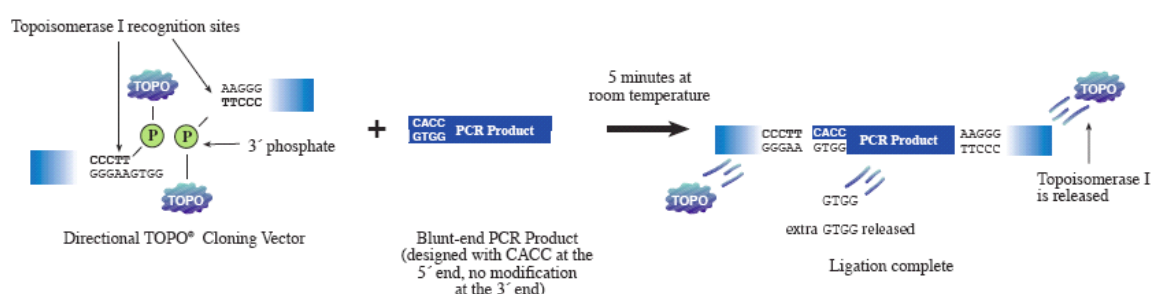 Topoisomerase I recognition sites
TOPO
AAGGG
TTCCC
P P
3´ phosphate
CCCTT
GGGAAGTGG
TOPO
Directional TOPO® Cloning Vector
+
CACC
GTGG
PCR Product
Blunt-end PCR Product
(designed with CACC at the
5´ end, no modification
at the 3´ end)
5 minutes at
room temperature
TOPO
CCCTT
GGGAA
CACC
GTGG
PCR Product
AAGGG
TTCCC
TOPO
GTGG
extra GTGG released
Topoisomerase I
is released
Ligation complete